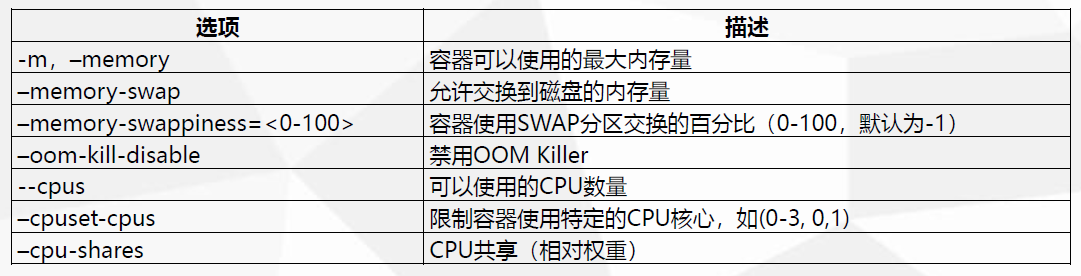 选项 描述
-m，–memory 容器可以使用的最大内存量
–memory-swap 允许交换到磁盘的内存量
–memory-swappiness=<0-100> 容器使用SWAP分区交换的百分比（0-100，默认为-1）
–oom-kill-disable 禁用OOM Killer
--cpus 可以使用的CPU数量
–cpuset-cpus 限制容器使用特定的CPU核心，如(0-3, 0,1)
–cpu-shares CPU共享（相对权重）